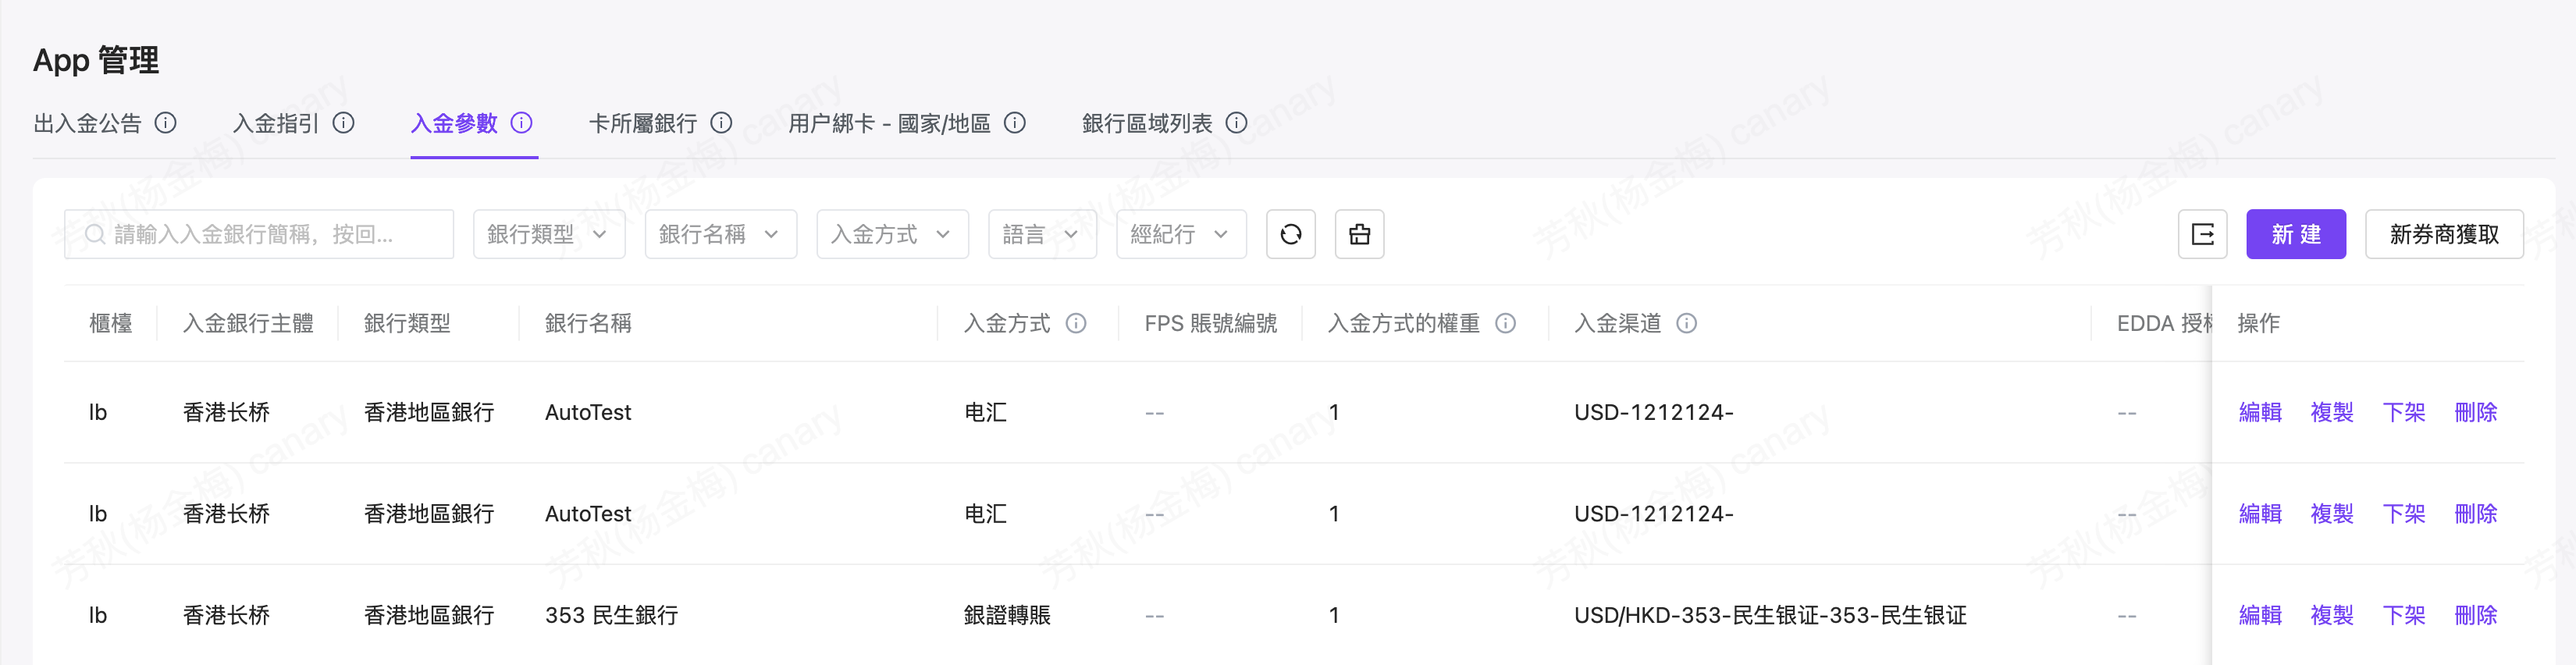 App 管理
出入金公告 入金指引 入金參數 卡所屬銀行 用户綁卡 - 國家/地區 銀行區域列表
請輸入入金銀行簡稱，按回... 銀行類型 銀行名稱 入金方式 語言 經紀行 新 建 新券商獲取
櫃檯 入金銀行主體 銀行類型 銀行名稱 入金方式 FPS 賬號編號 入金方式的權重 入金渠道 EDDA 授 操作
lb 香港长桥 香港地區銀行 AutoTest 电汇 -- 1 USD-1212124- -- 編輯 複製 下架 刪除
lb 香港长桥 香港地區銀行 AutoTest 电汇 -- 1 USD-1212124- -- 編輯 複製 下架 刪除
lb 香港长桥 香港地區銀行 353 民生銀行 銀證轉賬 -- 1 USD/HKD-353-民生银证-353-民生银证 -- 編輯 複製 下架 刪除
芳秋(杨金梅) canary